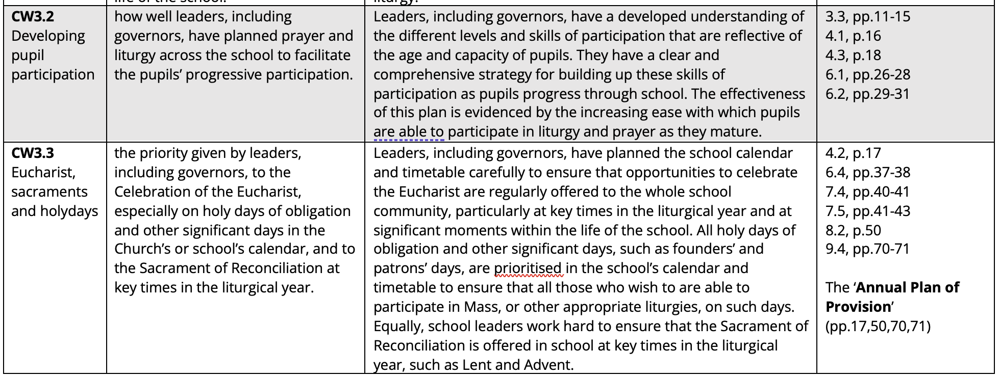 life of the school.
liturgy.
CW3.2
Developing
pupil
participation
how well leaders, including
governors, have planned prayer and
liturgy across the school to facilitate
the pupils’ progressive participation.
Leaders, including governors, have a developed understanding of
the different levels and skills of participation that are reflective of
the age and capacity of pupils. They have a clear and
comprehensive strategy for building up these skills of
participation as pupils progress through school. The effectiveness
of this plan is evidenced by the increasing ease with which pupils
are able to participate in liturgy and prayer as they mature.
3.3, pp.11-15
4.1, p.16
4.3, p.18
6.1, pp.26-28
6.2, pp.29-31
CW3.3
Eucharist,
sacraments
and holydays
the priority given by leaders,
including governors, to the
Celebration of the Eucharist,
especially on holy days of obligation
and other significant days in the
Church’s or school’s calendar, and to
the Sacrament of Reconciliation at
key times in the liturgical year.
Leaders, including governors, have planned the school calendar
and timetable carefully to ensure that opportunities to celebrate
the Eucharist are regularly offered to the whole school
community, particularly at key times in the liturgical year and at
significant moments within the life of the school. All holy days of
obligation and other significant days, such as founders’ and
patrons’ days, are prioritised in the school’s calendar and
timetable to ensure that all those who wish to are able to
participate in Mass, or other appropriate liturgies, on such days.
Equally, school leaders work hard to ensure that the Sacrament of
Reconciliation is offered in school at key times in the liturgical
year, such as Lent and Advent.
4.2, p.17
6.4, pp.37-38
7.4, pp.40-41
7.5, pp.41-43
8.2, p.50
9.4, pp.70-71
The ‘Annual Plan of
Provision’
(pp.17,50,70,71)